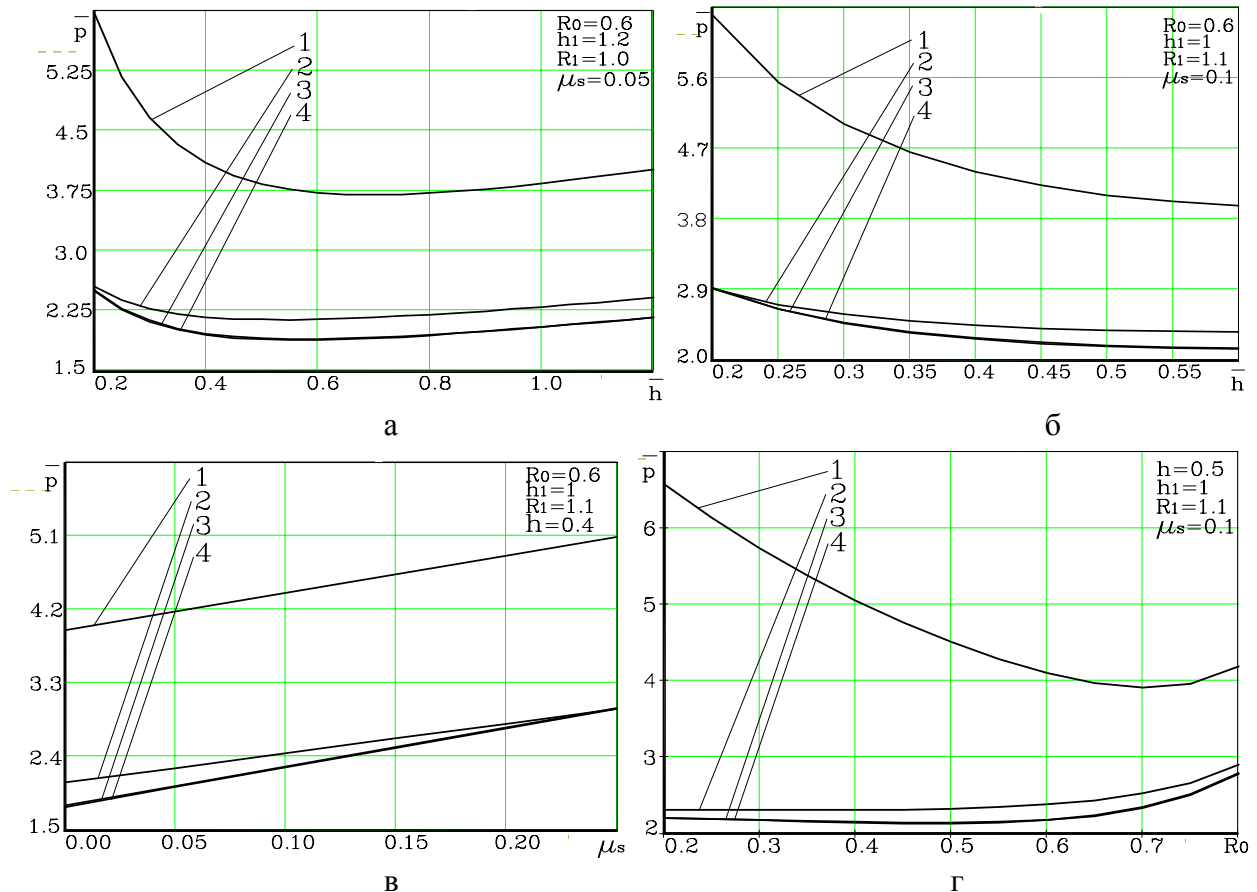 p̅
5.25
4.5
3.75
3.0
2.25
1.5
0.2 0.4 0.6 0.8 1.0 h̅
1
2
3
4
R0=0.6
h1=1.2
R1=1.0
μs=0.05
а
p̅
5.6
4.7
3.8
2.9
2.0
0.2 0.25 0.3 0.35 0.4 0.45 0.5 0.55 h̅
1
2
3
4
R0=0.6
h1=1
R1=1.1
μs=0.1
б
p̅
5.1
4.2
3.3
2.4
1.5
0.00 0.05 0.10 0.15 0.20 μs
1
2
3
4
R0=0.6
h1=1
R1=1.1
h=0.4
в
p̅
6
5
4
3
2
0.2 0.3 0.4 0.5 0.6 0.7 R0
1
2
3
4
h=0.5
h1=1
R1=1.1
μs=0.1
г